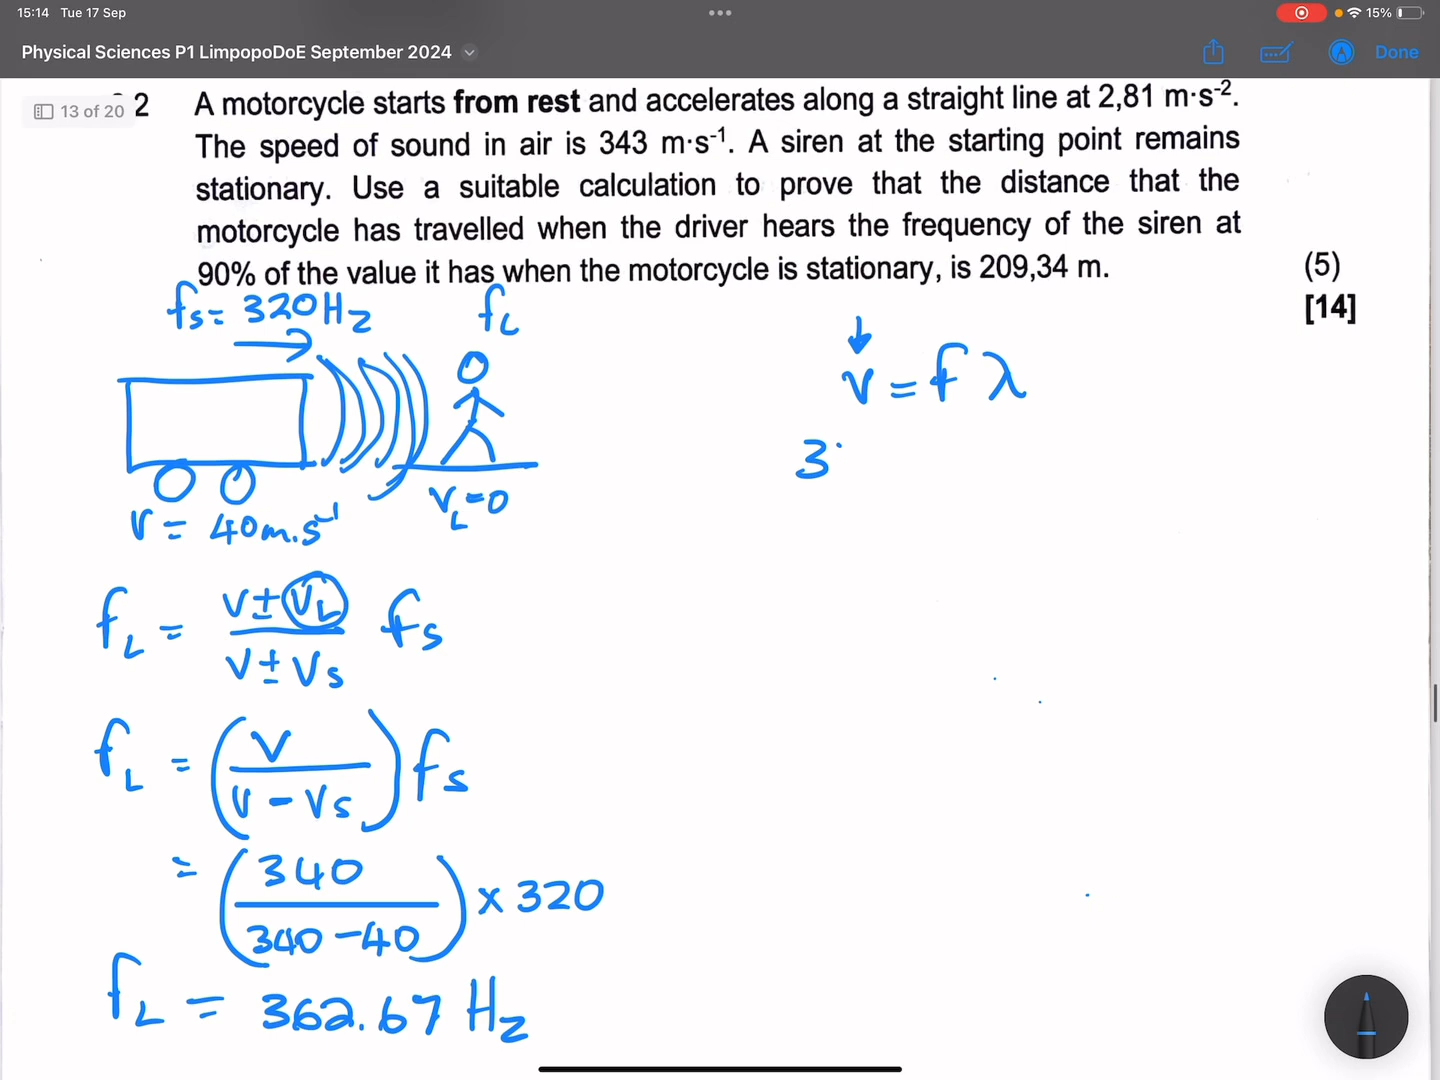 15:14 Tue 17 Sep
15%
Physical Sciences P1 LimpopoDoE September 2024
Done
13 of 20
2 A motorcycle starts from rest and accelerates along a straight line at 2,81 m·s⁻².
The speed of sound in air is 343 m·s⁻¹. A siren at the starting point remains
stationary. Use a suitable calculation to prove that the distance that the
motorcycle has travelled when the driver hears the frequency of the siren at
90% of the value it has when the motorcycle is stationary, is 209,34 m.
(5)
[14]
fs = 320Hz
fL
V = 40m.s⁻¹
VL = 0
fL = (V ± VL)/(V ± Vs) fs
fL = (V/(V - Vs)) fs
= (340/(340 - 40)) x 320
fL = 362.67 Hz
v = fλ
3